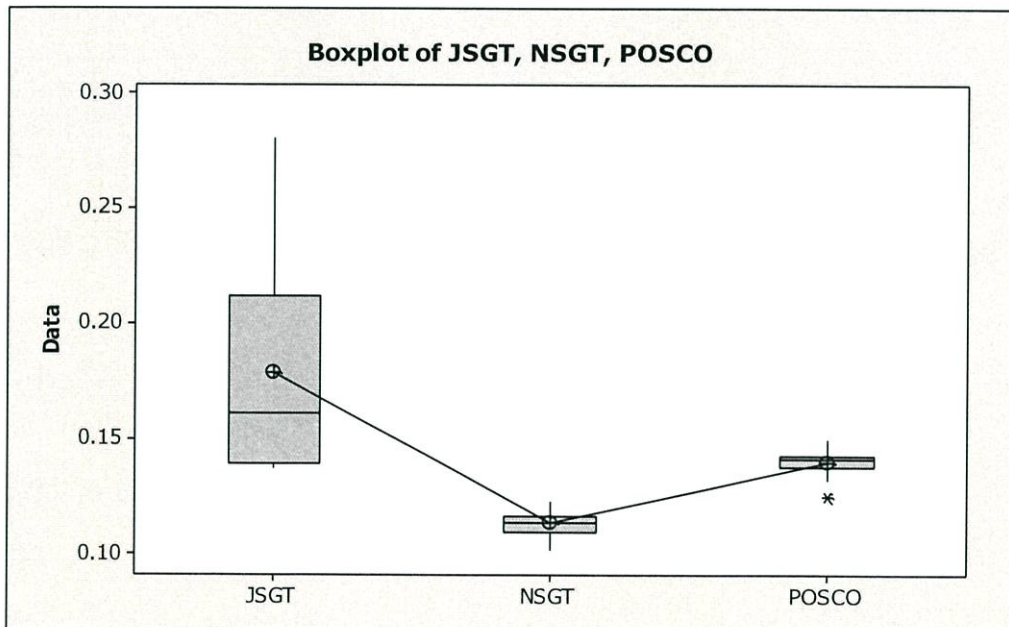 Boxplot of JSGT, NSGT, POSCO
0.30
0.25
0.20
0.15
0.10
Data
JSGT NSGT POSCO